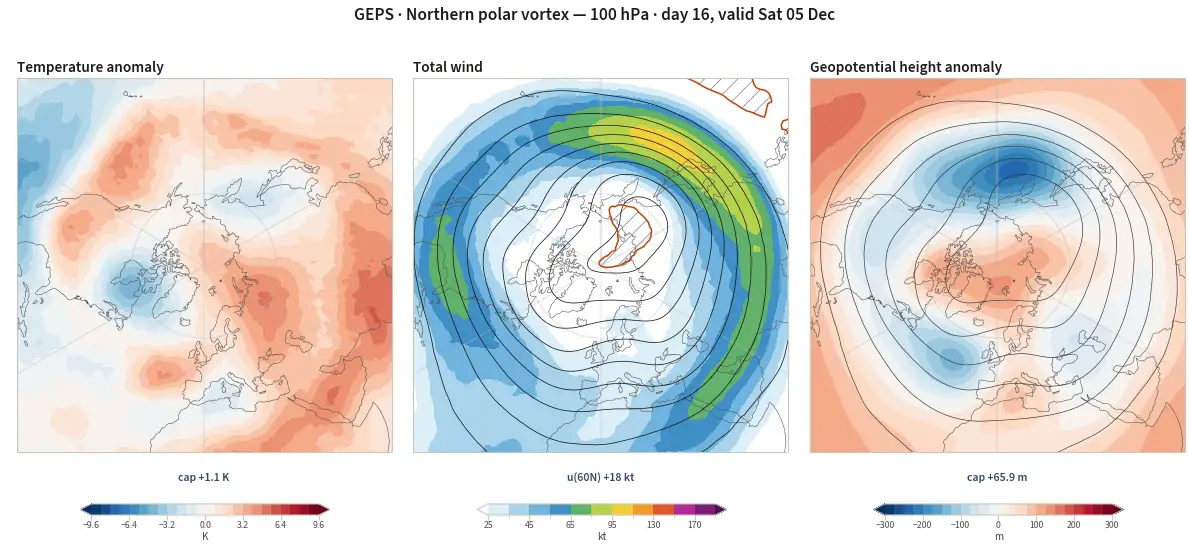 GEPS · Northern polar vortex — 100 hPa · day 16, valid Sat 05 Dec
Temperature anomaly
Total wind
Geopotential height anomaly
cap +1.1 K
u(60N) +18 kt
cap +65.9 m
−9.6 −6.4 −3.2 0.0 3.2 6.4 9.6
K
25 45 65 95 130 170
kt
−300 −200 −100 0 100 200 300
m